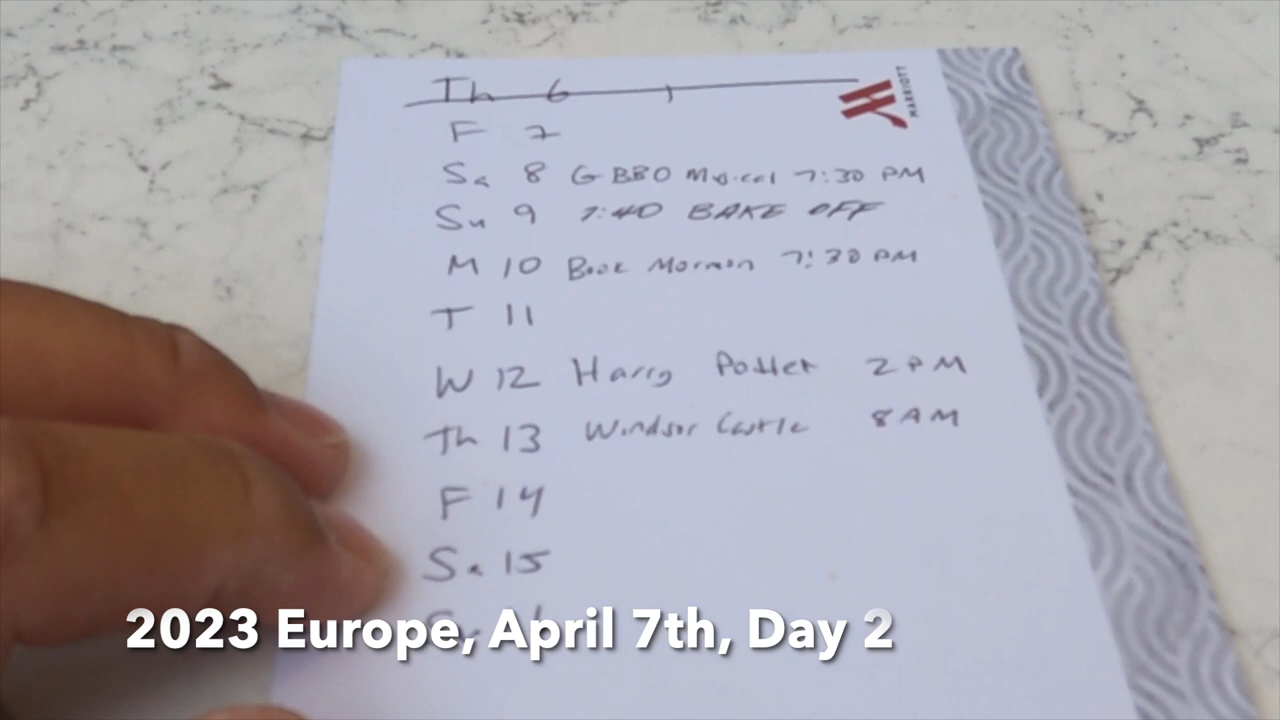 Th 6
MARRIOTT
F 7
Sa 8 GBBO Musical 7:30 PM
Su 9 7:40 BAKE OFF
M 10 Book Mormon 7:30 PM
T 11
W 12 Harry Potter 2 PM
Th 13 Windsor Castle 8 AM
F 14
Sa 15
2023 Europe, April 7th, Day 2